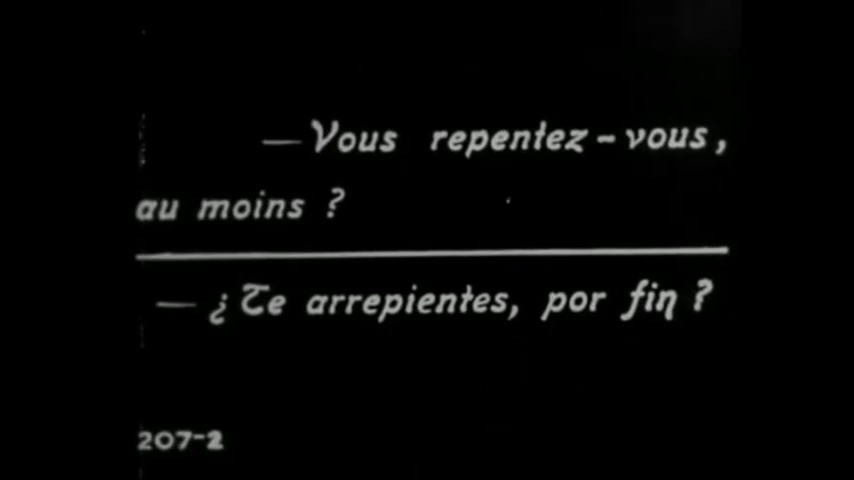 — Vous repentez-vous,
au moins ?
— ¿Te arrepientes, por fin ?
207-2